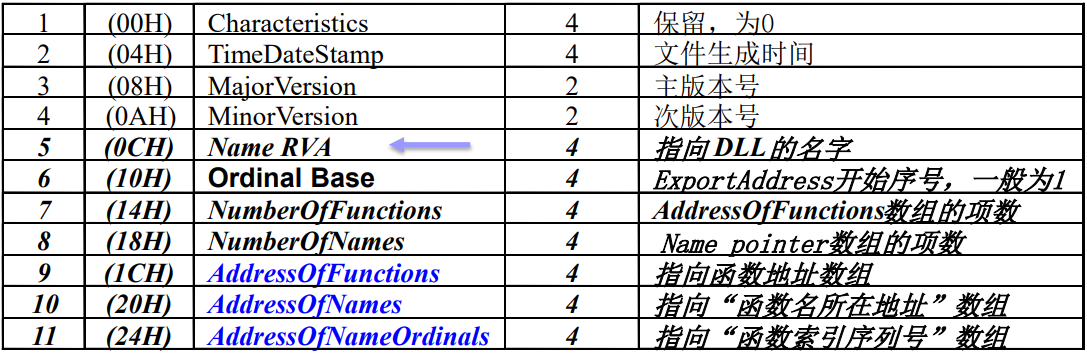 1 (00H) Characteristics 4 保留，为0
2 (04H) TimeDateStamp 4 文件生成时间
3 (08H) MajorVersion 2 主版本号
4 (0AH) MinorVersion 2 次版本号
5 (0CH) Name RVA 4 指向 DLL 的名字
6 (10H) Ordinal Base 4 ExportAddress开始序号，一般为1
7 (14H) NumberOfFunctions 4 AddressOfFunctions数组的项数
8 (18H) NumberOfNames 4 Name pointer数组的项数
9 (1CH) AddressOfFunctions 4 指向函数地址数组
10 (20H) AddressOfNames 4 指向“函数名所在地址”数组
11 (24H) AddressOfNameOrdinals 4 指向“函数索引序列号”数组